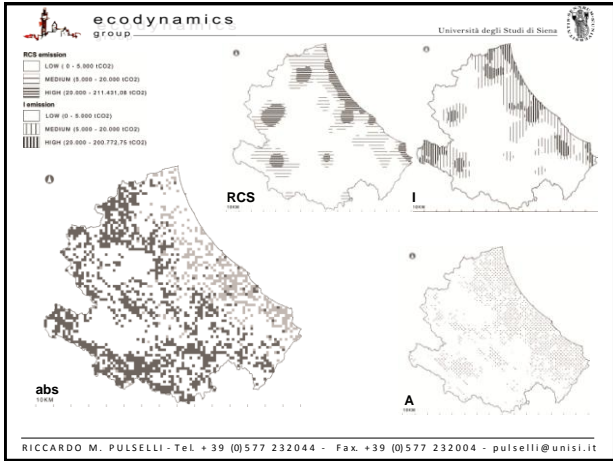 ecodynamics
group
Università degli Studi di Siena
RCS emission
LOW ( 0 - 5.000 tCO2)
MEDIUM (5.000 - 20.000 tCO2)
HIGH (20.000 - 211.431,08 tCO2)
I emission
LOW (0 - 5.000 tCO2)
MEDIUM (5.000 - 20.000 tCO2)
HIGH (20.000 - 200.772,75 tCO2)
RCS
10KM
I
10KM
abs
10KM
A
10KM
RICCARDO M. PULSELLI - Tel. +39 (0)577 232044 - Fax. +39 (0)577 232004 - pulselli@unisi.it